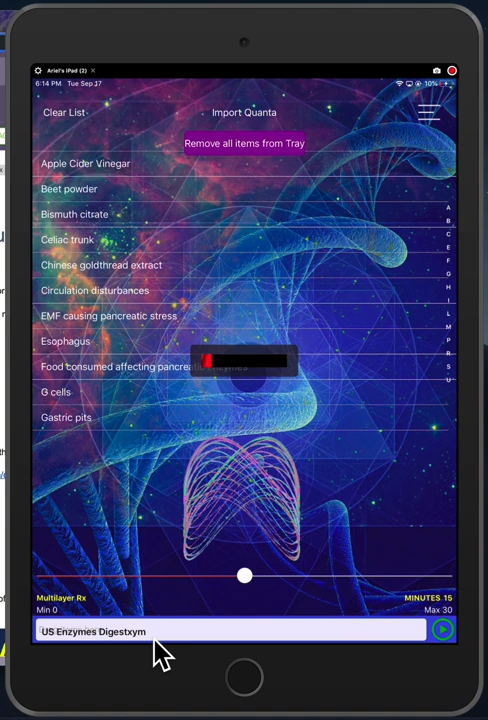 Ariel's iPad (2) ×
6:14 PM Tue Sep 17
10%
Clear List
Import Quanta
Remove all items from Tray
Apple Cider Vinegar
Beet powder
Bismuth citrate
Celiac trunk
Chinese goldthread extract
Circulation disturbances
EMF causing pancreatic stress
Esophagus
Food consumed affecting pancreatic enzymes
G cells
Gastric pits
A
B
C
E
F
G
H
I
L
M
P
R
S
U
Multilayer Rx
MINUTES 15
Min 0
Max 30
US Enzymes Digestxym